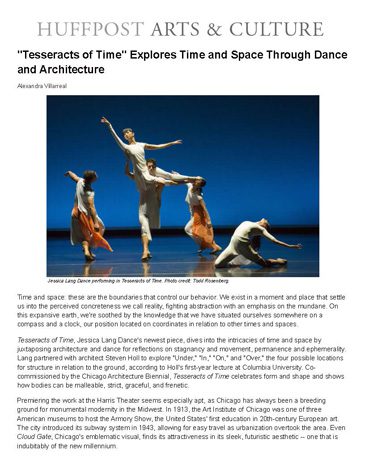 HUFFPOST ARTS & CULTURE
"Tesseracts of Time" Explores Time and Space Through Dance
and Architecture
Alexandra Villarreal
Jessica Lang Dance performing in Tesseracts of Time. Photo credit: Todd Rosenberg.
Time and space: these are the boundaries that control our behavior. We exist in a moment and place that settle
us into the perceived concreteness we call reality, fighting abstraction with an emphasis on the mundane. On
this expansive earth, we're soothed by the knowledge that we have situated ourselves somewhere on a
compass and a clock, our position located on coordinates in relation to other times and spaces.
Tesseracts of Time, Jessica Lang Dance's newest piece, dives into the intricacies of time and space by
juxtaposing architecture and dance for reflections on stagnancy and movement, permanence and ephemerality.
Lang partnered with architect Steven Holl to explore "Under," "In," "On," and "Over," the four possible locations
for structure in relation to the ground, according to Holl's first-year lecture at Columbia University. Co-
commissioned by the Chicago Architecture Biennial, Tesseracts of Time celebrates form and shape and shows
how bodies can be malleable, strict, graceful, and frenetic.
Premiering the work at the Harris Theater seems especially apt, as Chicago has always been a breeding
ground for monumental modernity in the Midwest. In 1913, the Art Institute of Chicago was one of three
American museums to host the Armory Show, the United States' first education in 20th-century European art.
The city introduced its subway system in 1943, allowing for easy travel as urbanization overtook the area. Even
Cloud Gate, Chicago's emblematic visual, finds its attractiveness in its sleek, futuristic aesthetic -- one that is
indubitably of the new millennium.